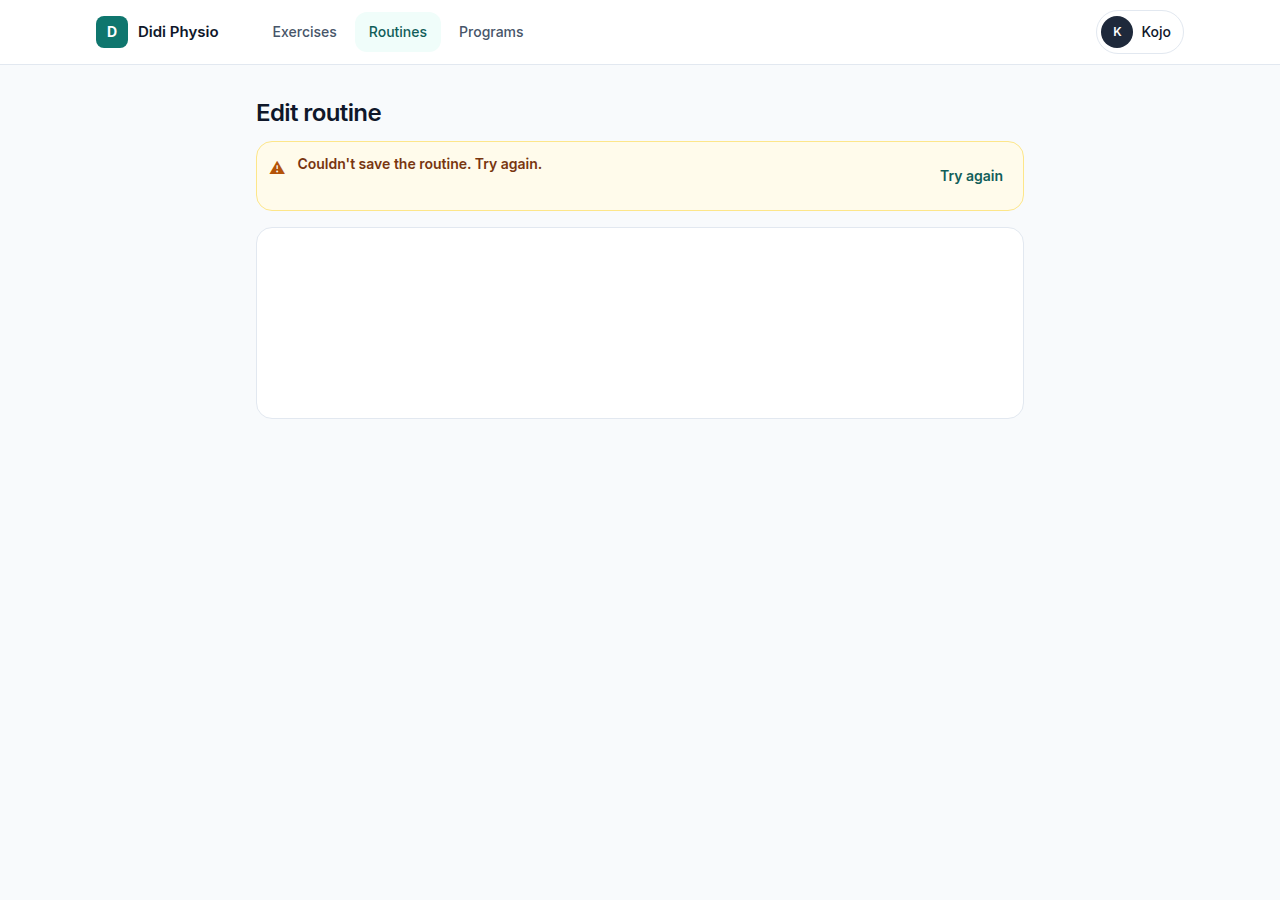 D Didi Physio Exercises Routines Programs K Kojo
Edit routine
Couldn't save the routine. Try again.
Try again